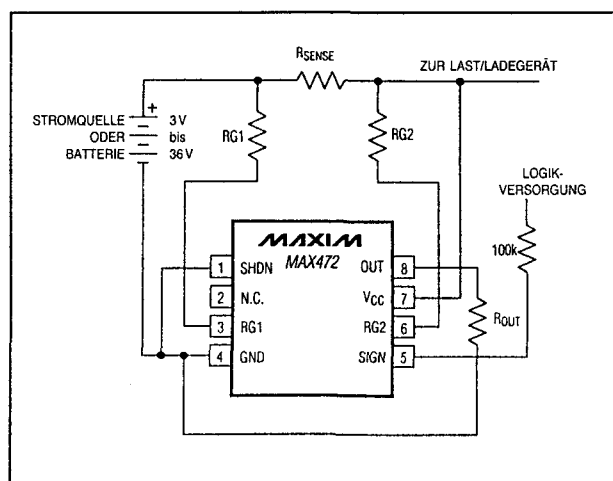 RSENSE
ZUR LAST/LADEGERÄT
+
STROMQUELLE 3V
ODER bis
BATTERIE 36V
RG1
RG2
LOGIK-
VERSORGUNG
100k
MAXIM
MAX472
1 SHDN
2 N.C.
3 RG1
4 GND
OUT 8
VCC 7
RG2 6
SIGN 5
ROUT